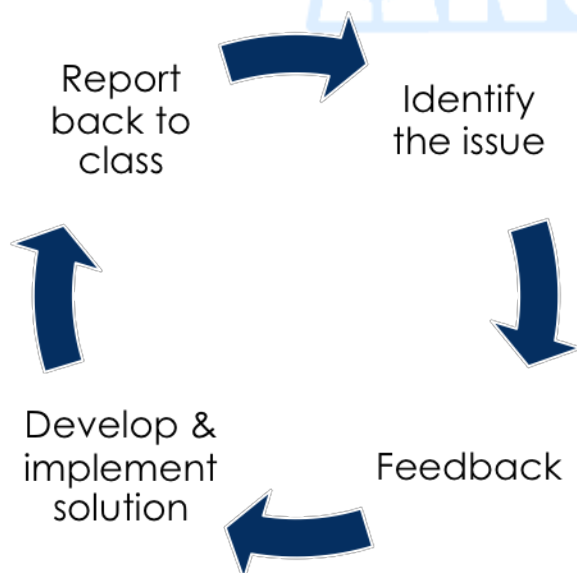 Report
back to
class
Identify
the issue
Feedback
Develop &
implement
solution